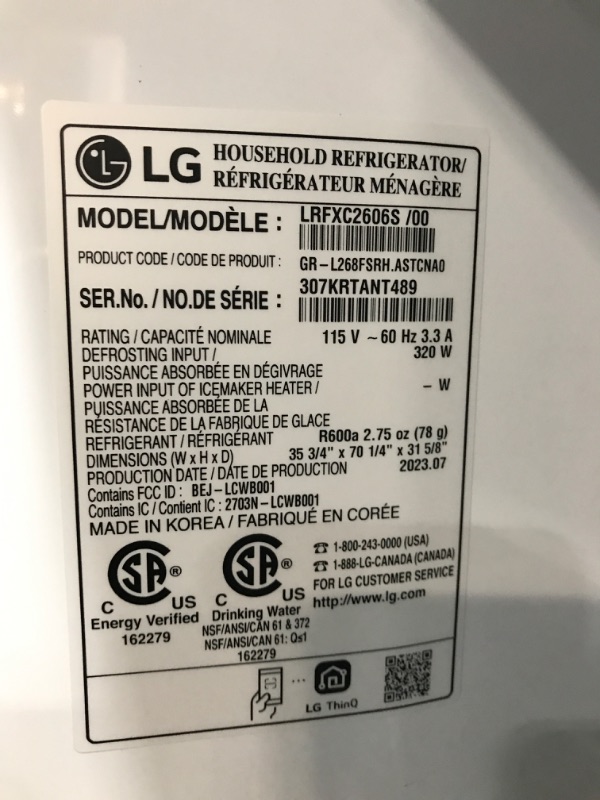 LG HOUSEHOLD REFRIGERATOR/
RÉFRIGÉRATEUR MÉNAGÈRE
MODEL/MODÈLE : LRFXC2606S /00
PRODUCT CODE / CODE DE PRODUIT : GR-L268FSRH.ASTCNA0
SER.No. / NO.DE SÉRIE : 307KRTANT489
RATING / CAPACITÉ NOMINALE 115 V ~ 60 Hz 3.3 A
DEFROSTING INPUT / 320 W
PUISSANCE ABSORBÉE EN DÉGIVRAGE
POWER INPUT OF ICEMAKER HEATER / – W
PUISSANCE ABSORBÉE DE LA
RÉSISTANCE DE LA FABRIQUE DE GLACE
REFRIGERANT / RÉFRIGÉRANT R600a 2.75 oz (78 g)
DIMENSIONS (W x H x D) 35 3/4" x 70 1/4" x 31 5/8"
PRODUCTION DATE / DATE DE PRODUCTION 2023.07
Contains FCC ID : BEJ-LCWB001
Contains IC / Contient IC : 2703N-LCWB001
MADE IN KOREA / FABRIQUÉ EN CORÉE
SA ®
C US
Energy Verified
162279
SA ®
C US
Drinking Water
NSF/ANSI/CAN 61 & 372
NSF/ANSI/CAN 61: Q≤1
162279
1-800-243-0000 (USA)
1-888-LG-CANADA (CANADA)
FOR LG CUSTOMER SERVICE
http://www.lg.com
LG ThinQ